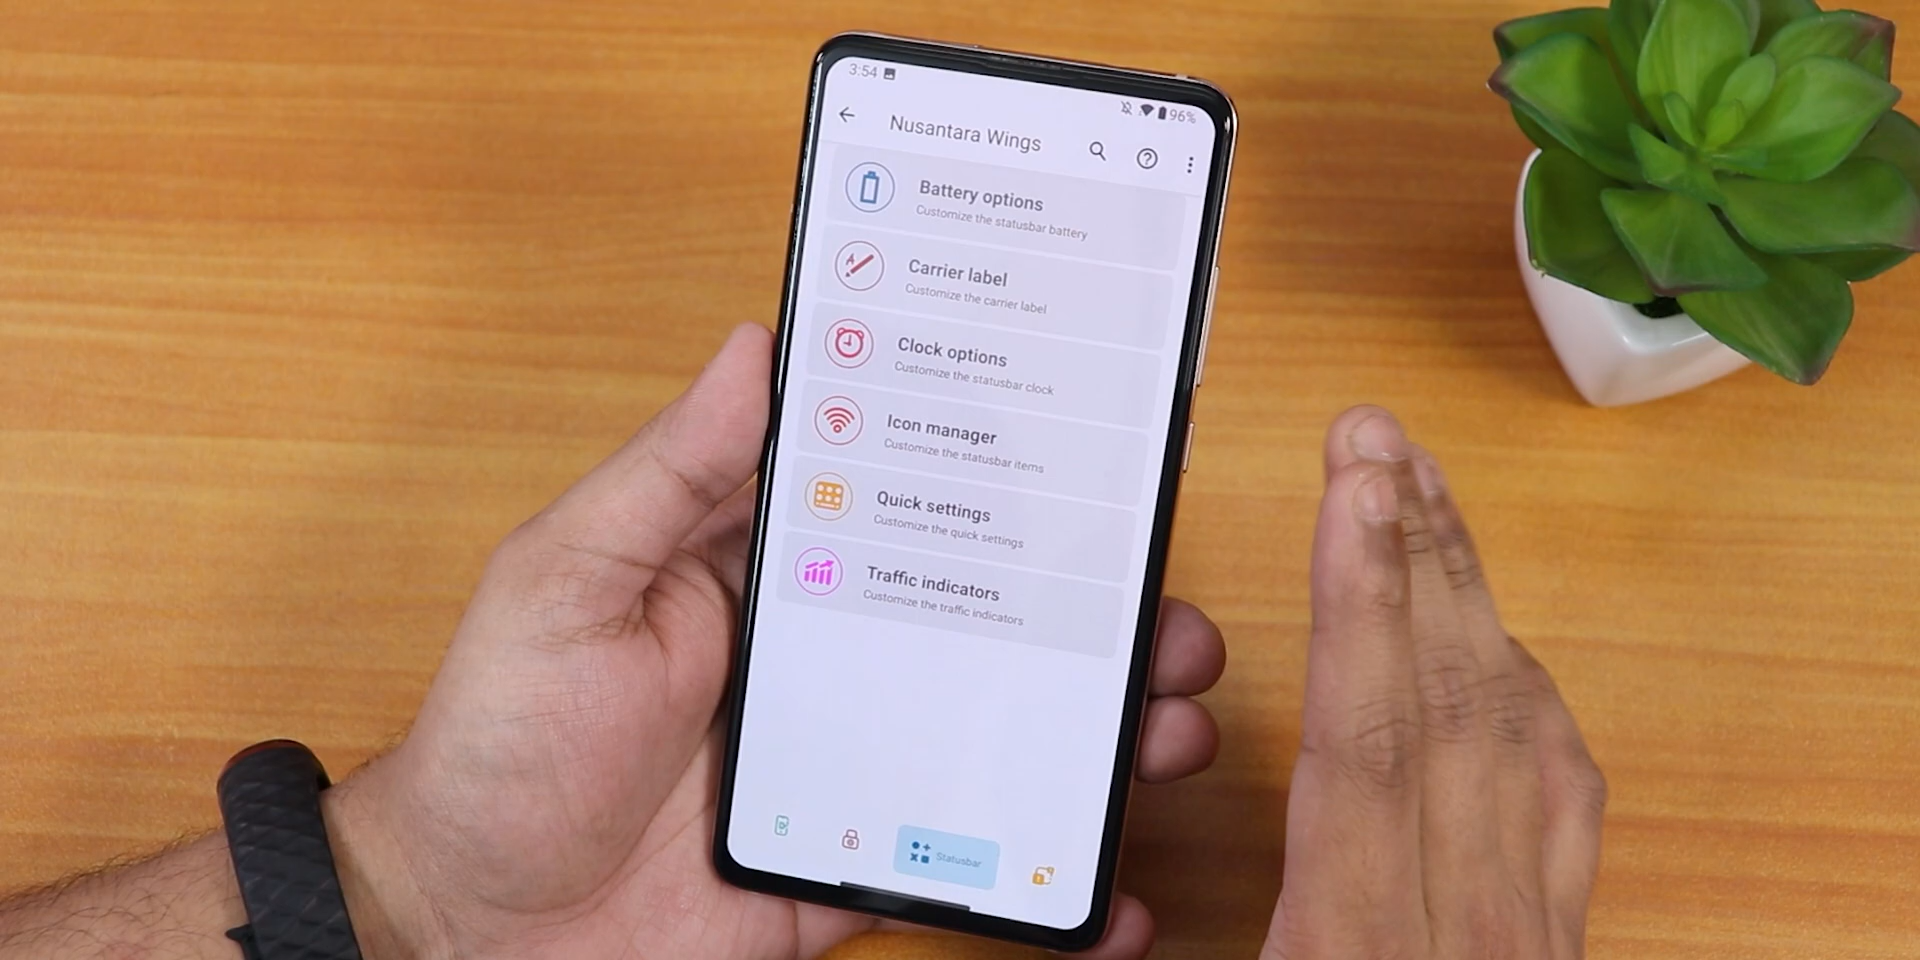 3:54
96%
Nusantara Wings
Battery options
Customize the statusbar battery
Carrier label
Customize the carrier label
Clock options
Customize the statusbar clock
Icon manager
Customize the statusbar items
Quick settings
Customize the quick settings
Traffic indicators
Customize the traffic indicators
Statusbar